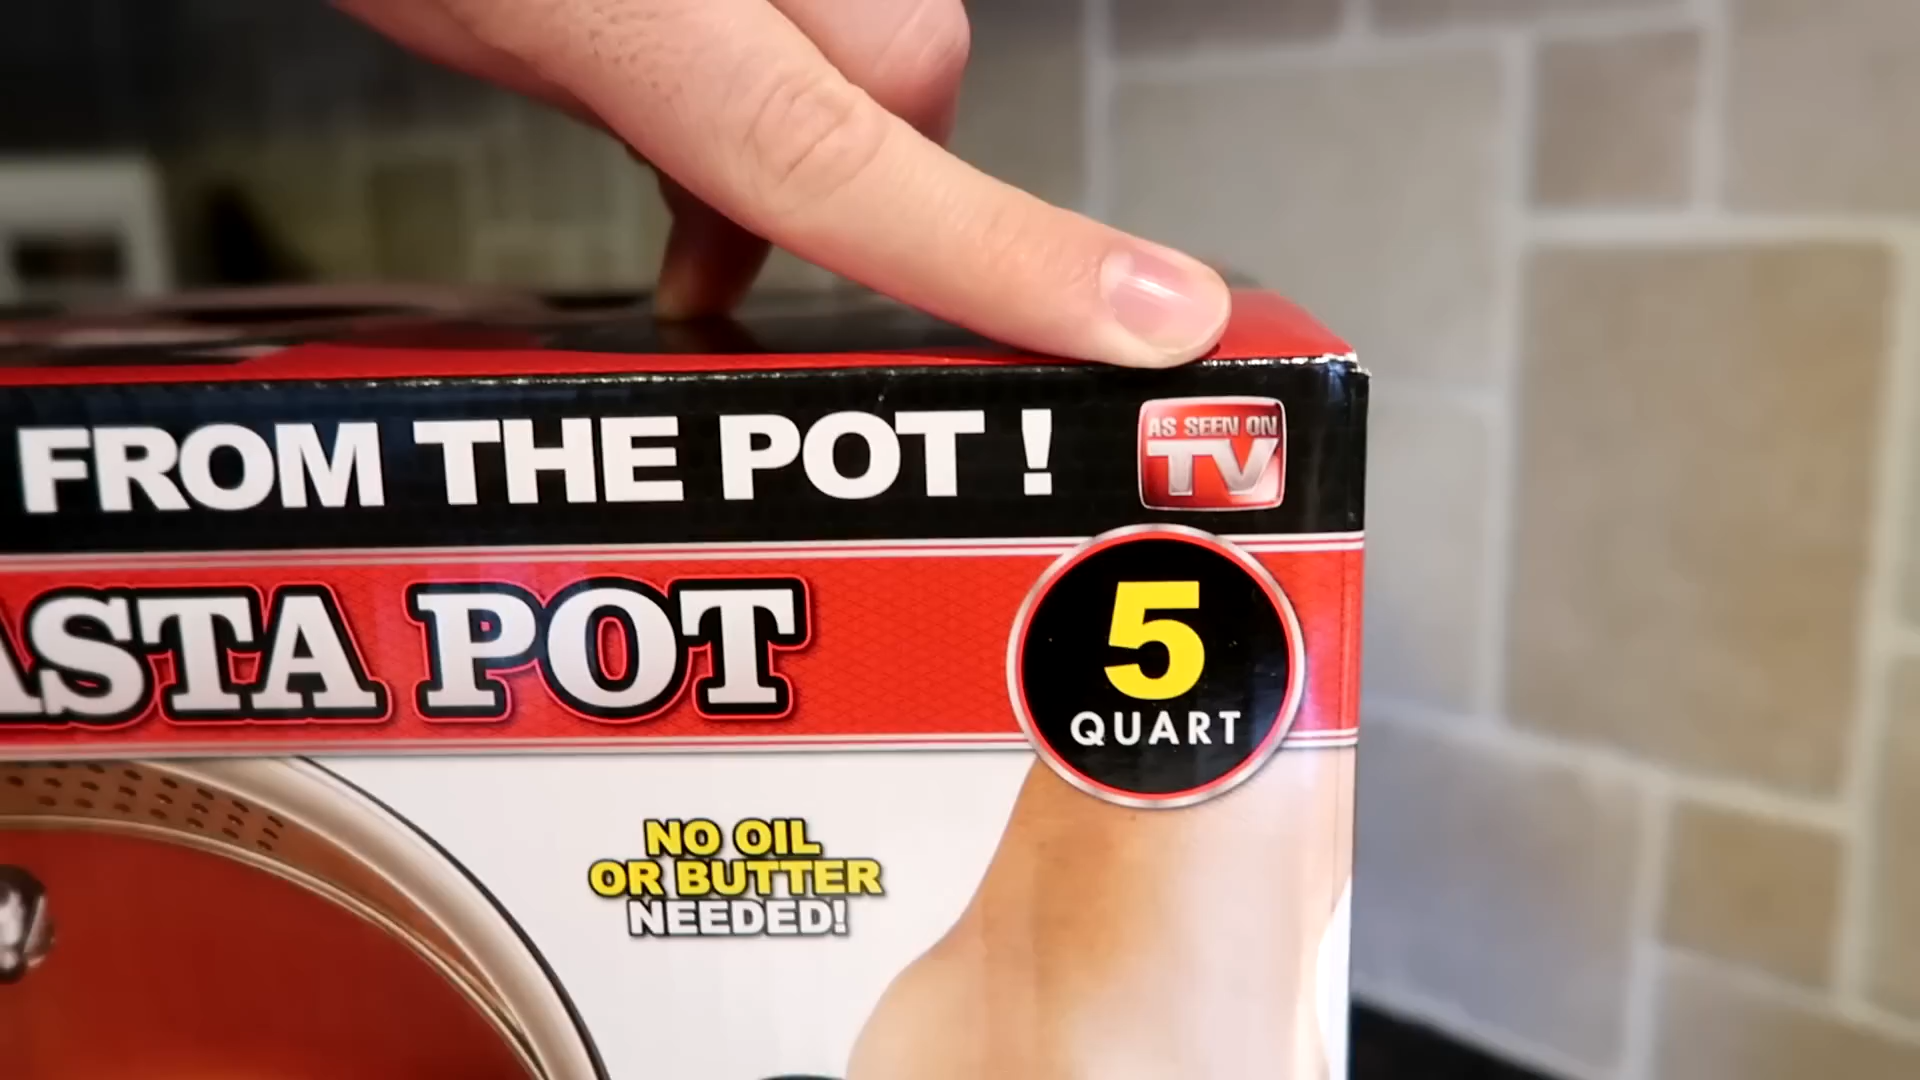 FROM THE POT !
AS SEEN ON
TV
ASTA POT
5
QUART
NO OIL
OR BUTTER
NEEDED!